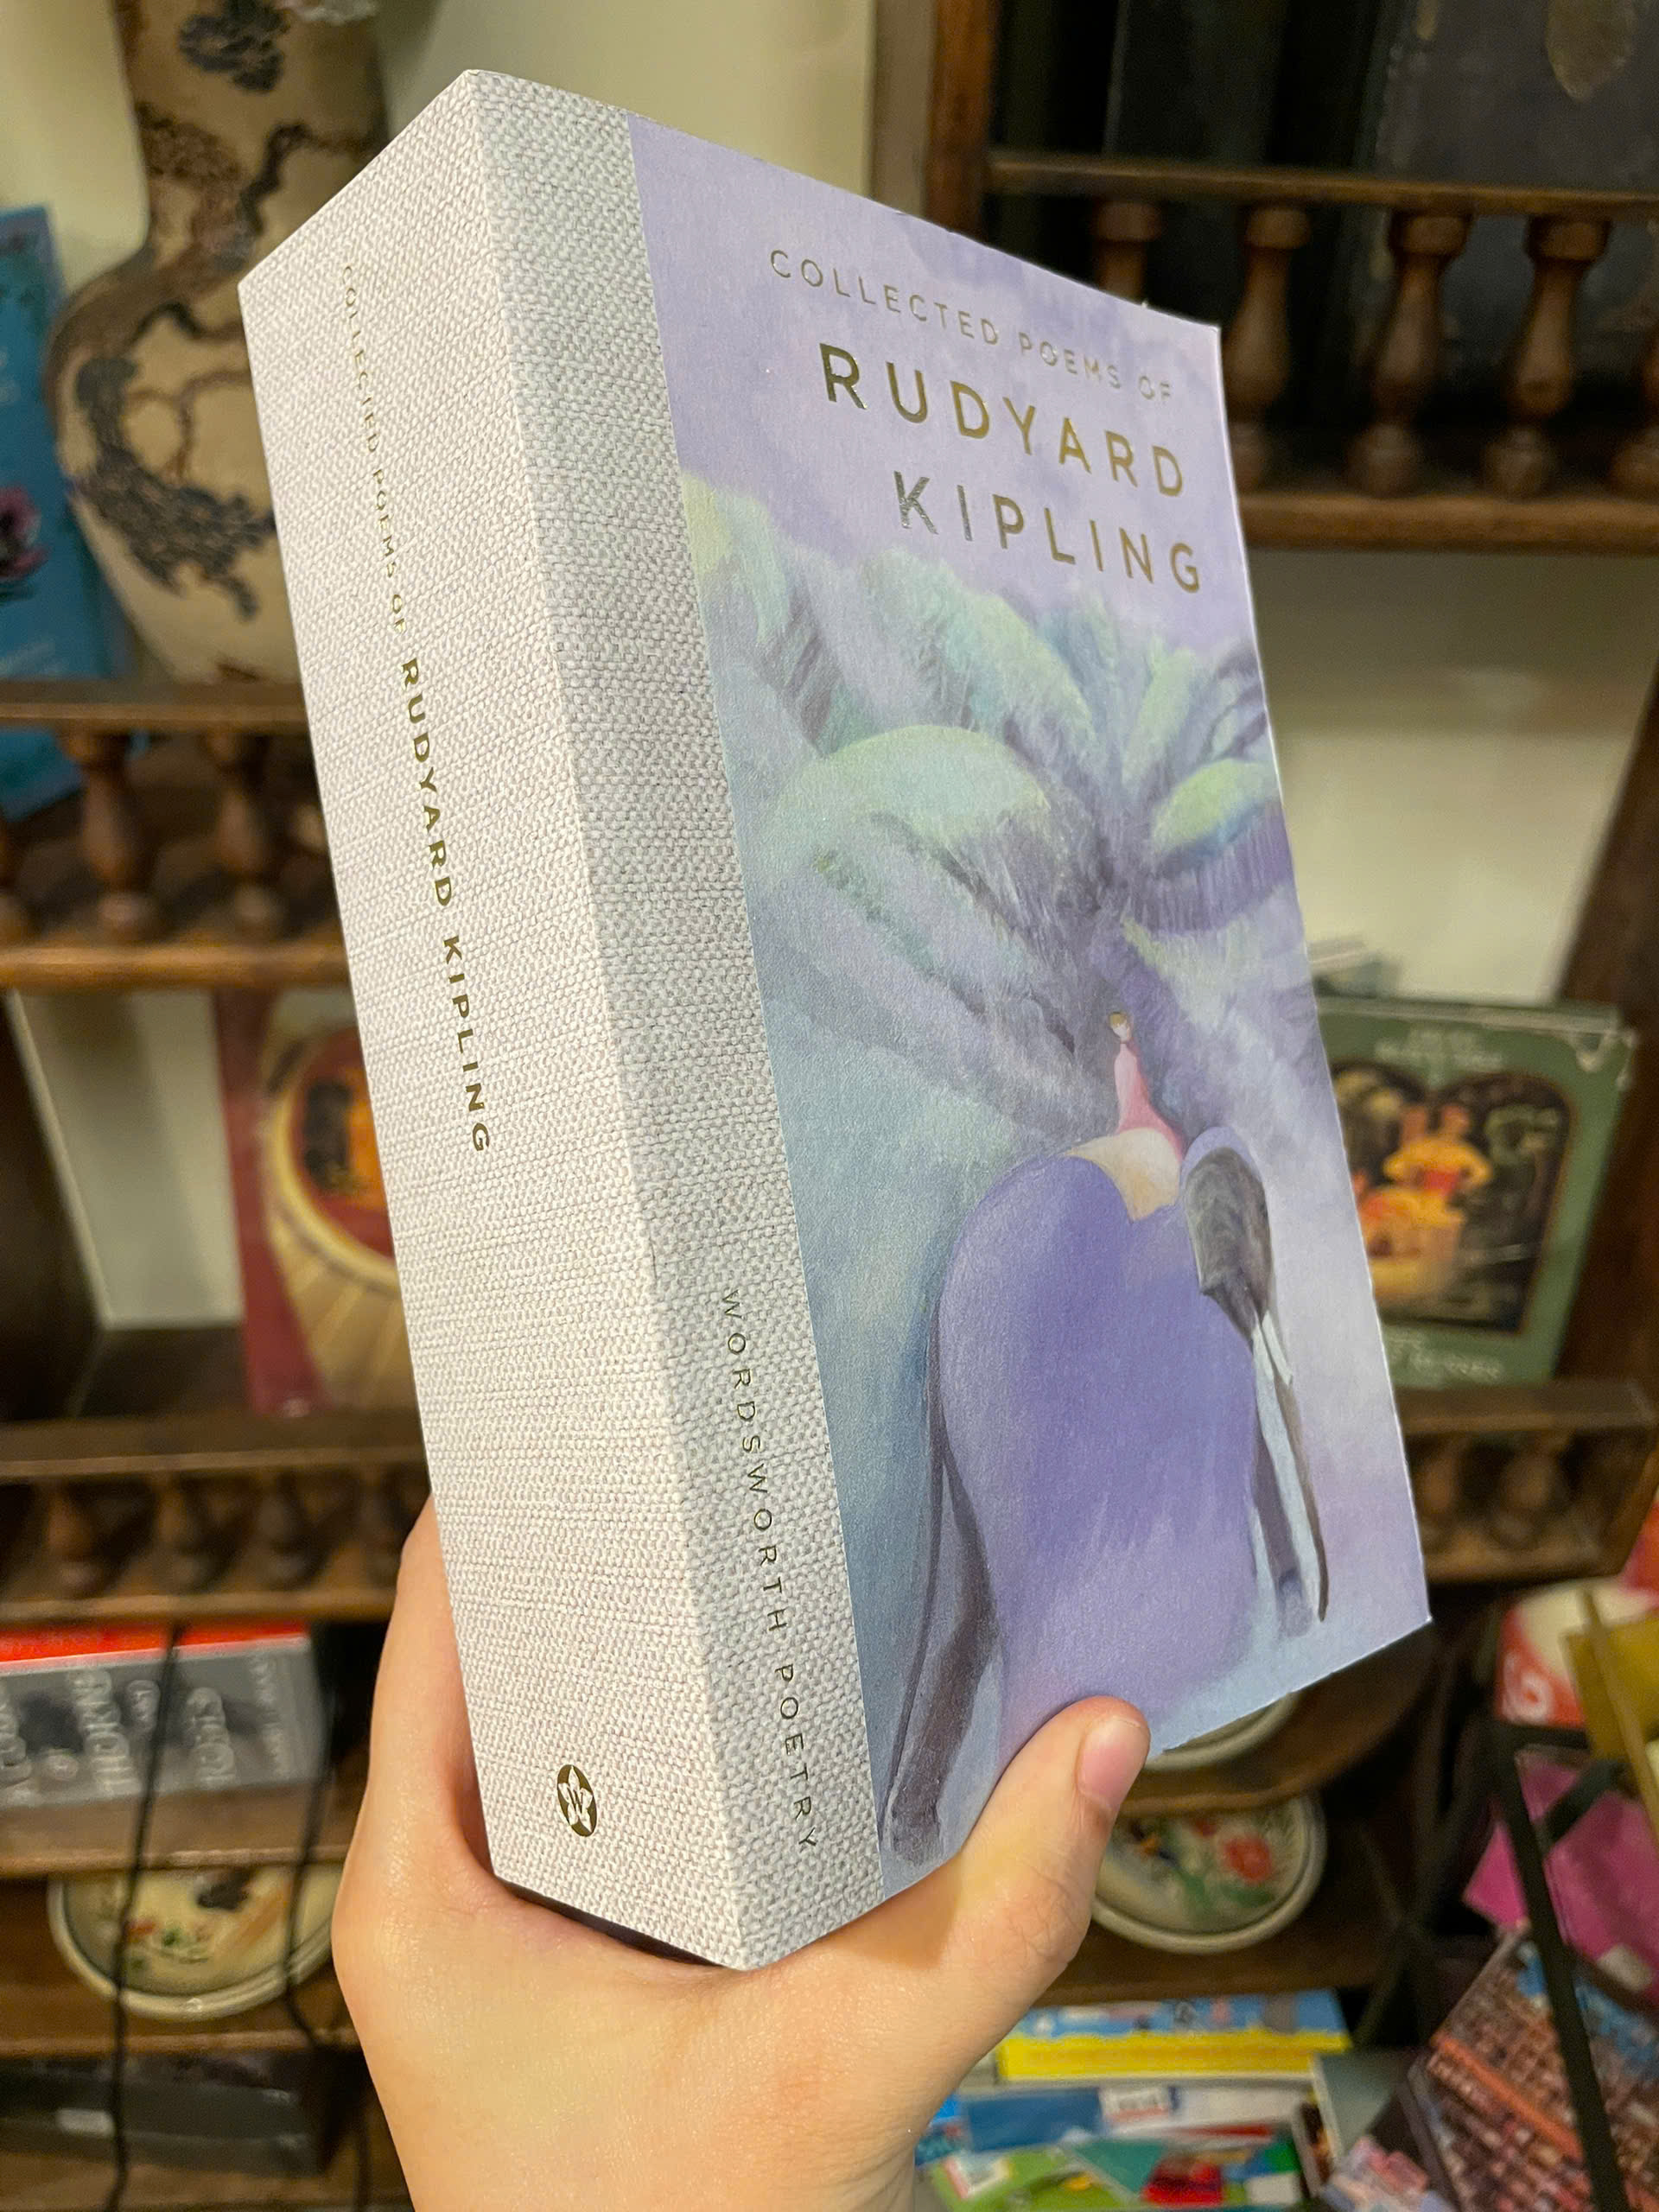 COLLECTED POEMS OF RUDYARD KIPLING
COLLECTED POEMS OF
RUDYARD
KIPLING
WORDSWORTH POETRY